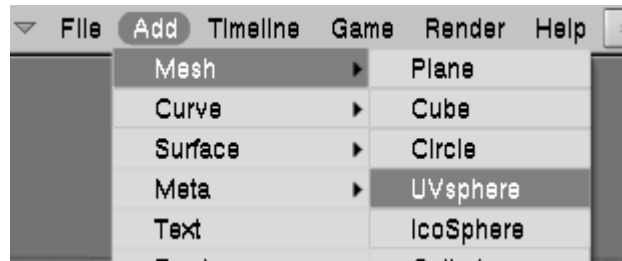 File Add Timeline Game Render Help
Mesh Plane
Curve Cube
Surface Circle
Meta UVsphere
Text IcoSphere